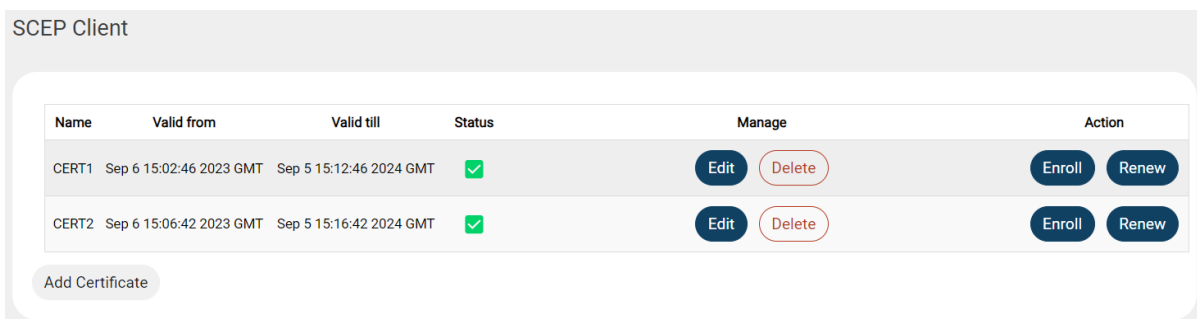 SCEP Client
Name Valid from Valid till Status Manage Action
CERT1 Sep 6 15:02:46 2023 GMT Sep 5 15:12:46 2024 GMT Edit Delete Enroll Renew
CERT2 Sep 6 15:06:42 2023 GMT Sep 5 15:16:42 2024 GMT Edit Delete Enroll Renew
Add Certificate